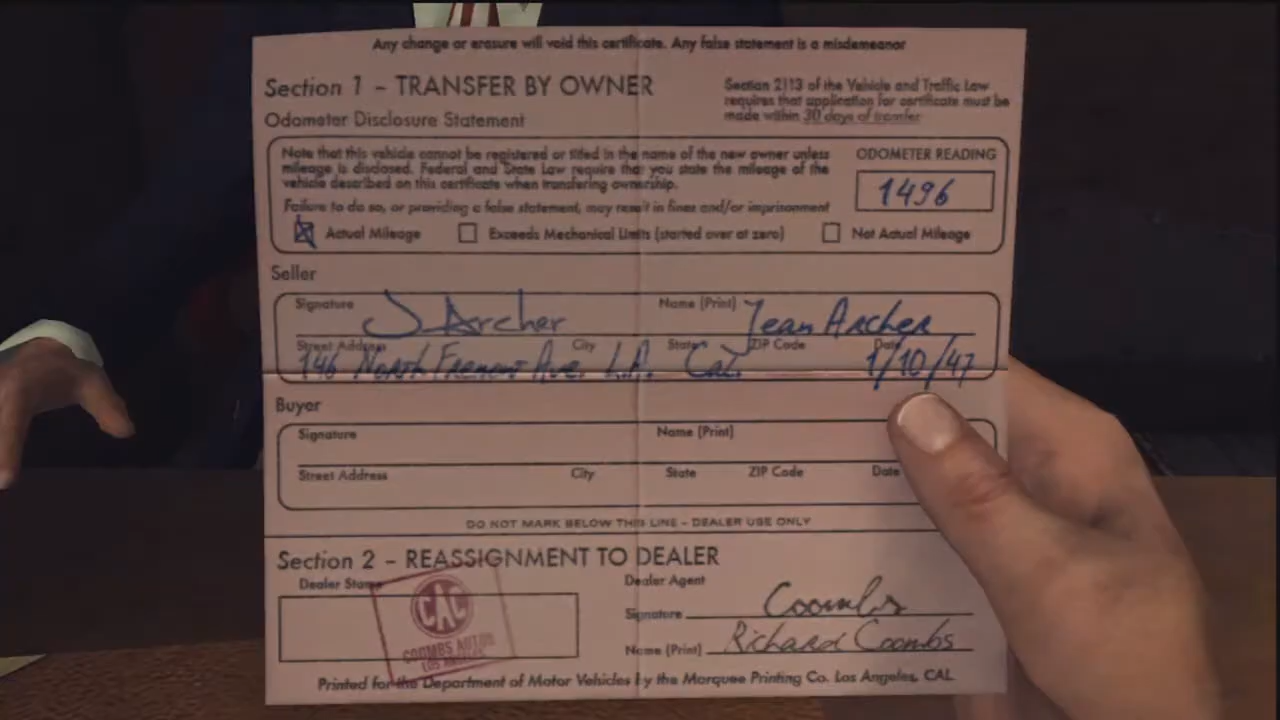 Any change or erasure will void this certificate. Any false statement is a misdemeanor
Section 1 - TRANSFER BY OWNER
Section 2113 of the Vehicle and Traffic Law
requires that application for certificate must be
made within 30 days of transfer
Odometer Disclosure Statement
Note that this vehicle cannot be registered or titled in the name of the new owner unless
mileage is disclosed. Federal and State Law require that you state the mileage of the
vehicle described on this certificate when transfering ownership.
Failure to do so, or providing a false statement, may result in fines and/or imprisonment
ODOMETER READING
1496
Actual Mileage Exceeds Mechanical Limits (started over at zero) Not Actual Mileage
Seller
Signature J Archer Name (Print) Jean Archer
Street Address City State ZIP Code Date
146 North Fremont Ave. L.A. Cal. 1/10/47
Buyer
Signature Name (Print)
Street Address City State ZIP Code Date
DO NOT MARK BELOW THIS LINE - DEALER USE ONLY
Section 2 - REASSIGNMENT TO DEALER
Dealer Stamp
CAC
COOMBS AUTOS
LOS ANGELES
Dealer Agent
Signature Coombs
Name (Print) Richard Coombs
Printed for the Department of Motor Vehicles by the Marquee Printing Co. Los Angeles, CAL